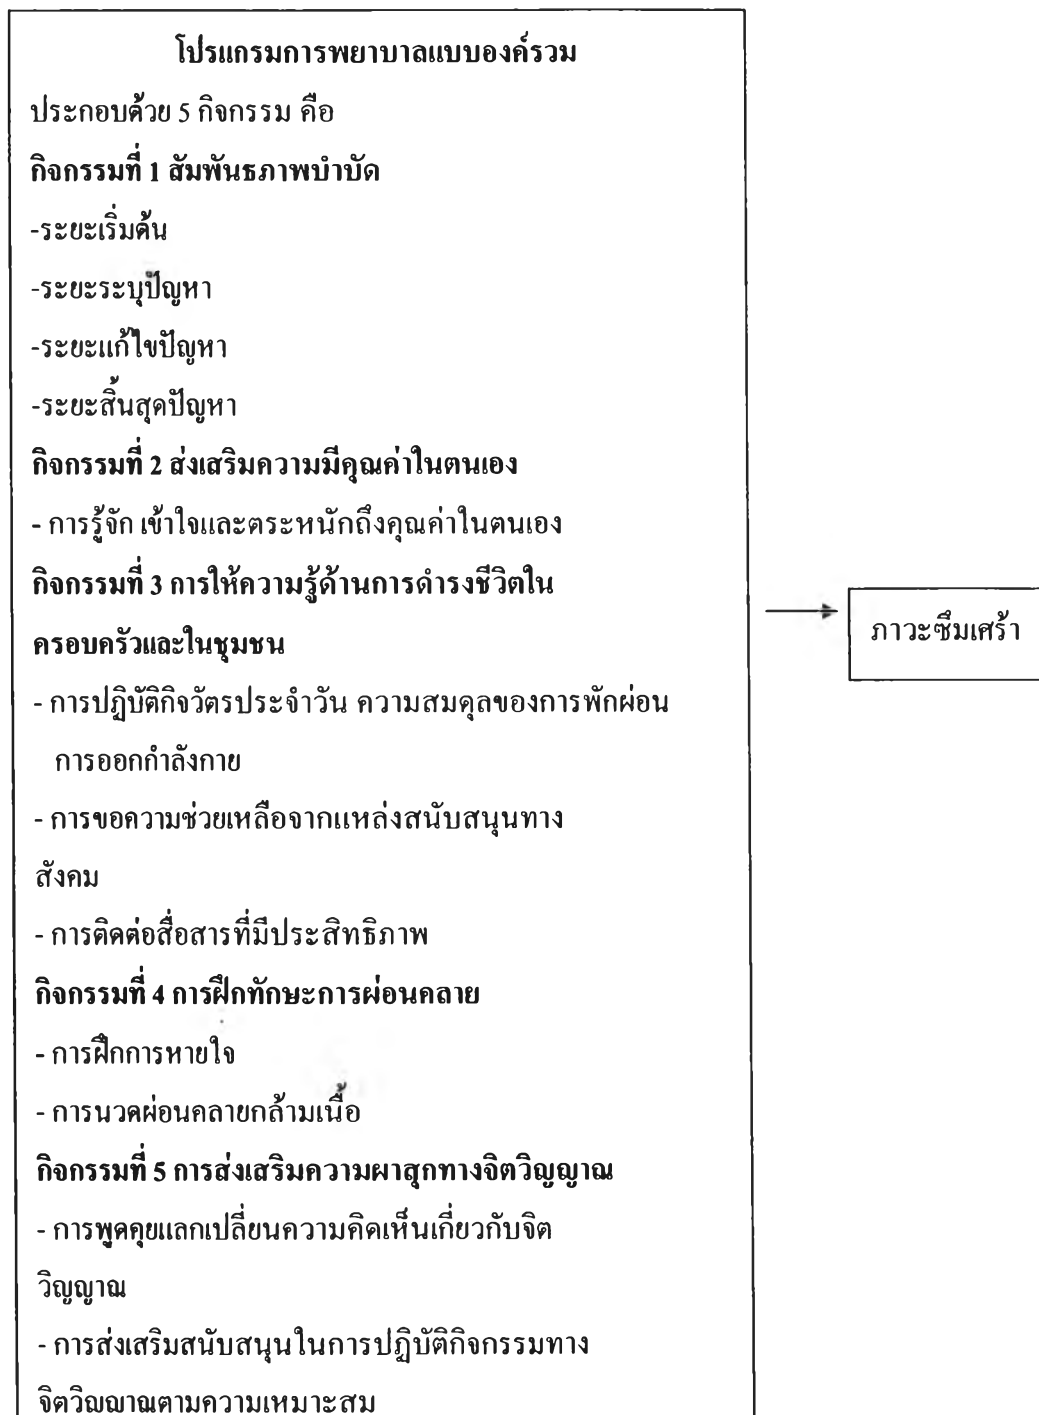 โปรแกรมการพยาบาลแบบองค์รวม
ประกอบด้วย 5 กิจกรรม คือ
กิจกรรมที่ 1 สัมพันธภาพบำบัด
-ระยะเริ่มต้น
-ระยะระบุปัญหา
-ระยะแก้ไขปัญหา
-ระยะสิ้นสุดปัญหา
กิจกรรมที่ 2 ส่งเสริมความมีคุณค่าในตนเอง
- การรู้จัก เข้าใจและตระหนักถึงคุณค่าในตนเอง
กิจกรรมที่ 3 การให้ความรู้ด้านการดำรงชีวิตใน
ครอบครัวและในชุมชน
- การปฏิบัติกิจวัตรประจำวัน ความสมดุลของการพักผ่อน
การออกกำลังกาย
- การขอความช่วยเหลือจากแหล่งสนับสนุนทาง
สังคม
- การติดต่อสื่อสารที่มีประสิทธิภาพ
กิจกรรมที่ 4 การฝึกทักษะการผ่อนคลาย
- การฝึกการหายใจ
- การนวดผ่อนคลายกล้ามเนื้อ
กิจกรรมที่ 5 การส่งเสริมความผาสุกทางจิตวิญญาณ
- การพูดคุยแลกเปลี่ยนความคิดเห็นเกี่ยวกับจิต
วิญญาณ
- การส่งเสริมสนับสนุนในการปฏิบัติกิจกรรมทาง
จิตวิญญาณตามความเหมาะสม
ภาวะซึมเศร้า